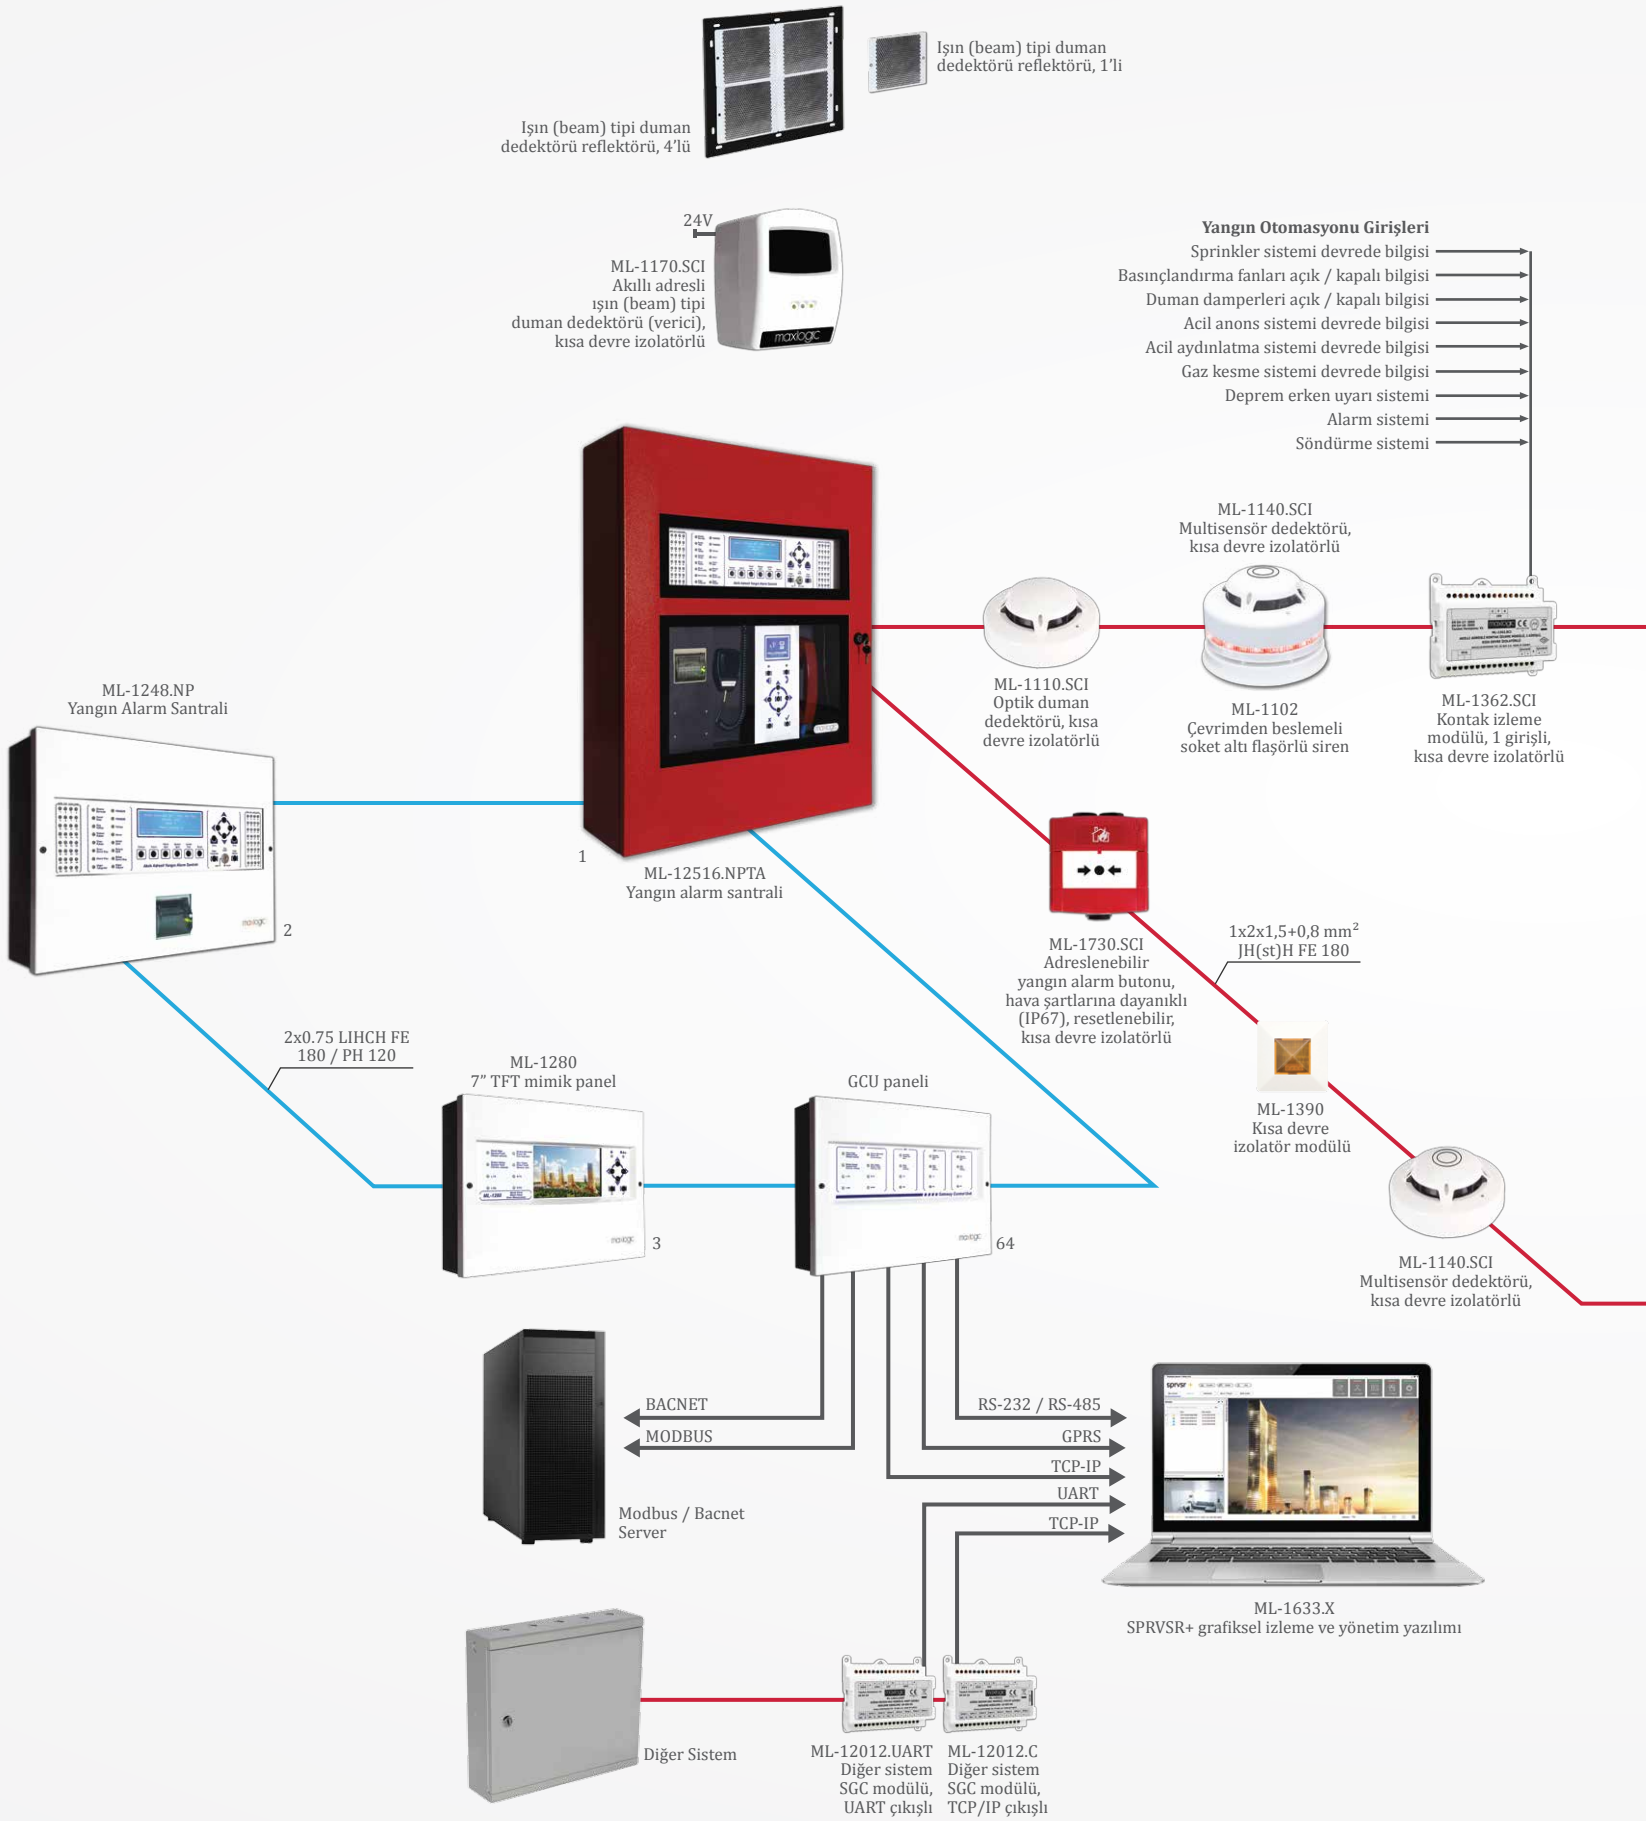 Işın (beam) tipi duman
dedektörü reflektörü, 1'li
Işın (beam) tipi duman
dedektörü reflektörü, 4'lü
24V
ML-1170.SCI
Akıllı adresli
ışın (beam) tipi
duman dedektörü (verici),
kısa devre izolatörlü
maxlogic
Yangın Otomasyonu Girişleri
Sprinkler sistemi devrede bilgisi
Basınçlandırma fanları açık / kapalı bilgisi
Duman damperleri açık / kapalı bilgisi
Acil anons sistemi devrede bilgisi
Acil aydınlatma sistemi devrede bilgisi
Gaz kesme sistemi devrede bilgisi
Deprem erken uyarı sistemi
Alarm sistemi
Söndürme sistemi
ML-1140.SCI
Multisensör dedektörü,
kısa devre izolatörlü
ML-1110.SCI
Optik duman
dedektörü, kısa
devre izolatörlü
ML-1102
Çevrimden beslemeli
soket altı flaşörlü siren
maxlogic
ML-1362.SCI
Kontak izleme
modülü, 1 girişli,
kısa devre izolatörlü
ML-1248.NP
Yangın Alarm Santrali
maxlogic
2
maxlogic
1
ML-12516.NPTA
Yangın alarm santrali
ML-1730.SCI
Adreslenebilir
yangın alarm butonu,
hava şartlarına dayanıklı
(IP67), resetlenebilir,
kısa devre izolatörlü
1x2x1,5+0,8 mm²
JH(st)H FE 180
ML-1390
Kısa devre
izolatör modülü
ML-1140.SCI
Multisensör dedektörü,
kısa devre izolatörlü
2x0.75 LIHCH FE
180 / PH 120
ML-1280
7” TFT mimik panel
ML-1280
maxlogic
3
GCU paneli
Gateway Control Unit
maxlogic
64
BACNET
MODBUS
Modbus / Bacnet
Server
RS-232 / RS-485
GPRS
TCP-IP
UART
TCP-IP
sprvsr +
ML-1633.X
SPRVSR+ grafiksel izleme ve yönetim yazılımı
Diğer Sistem
ML-12012.UART
Diğer sistem
SGC modülü,
UART çıkışlı
ML-12012.C
Diğer sistem
SGC modülü,
TCP/IP çıkışlı